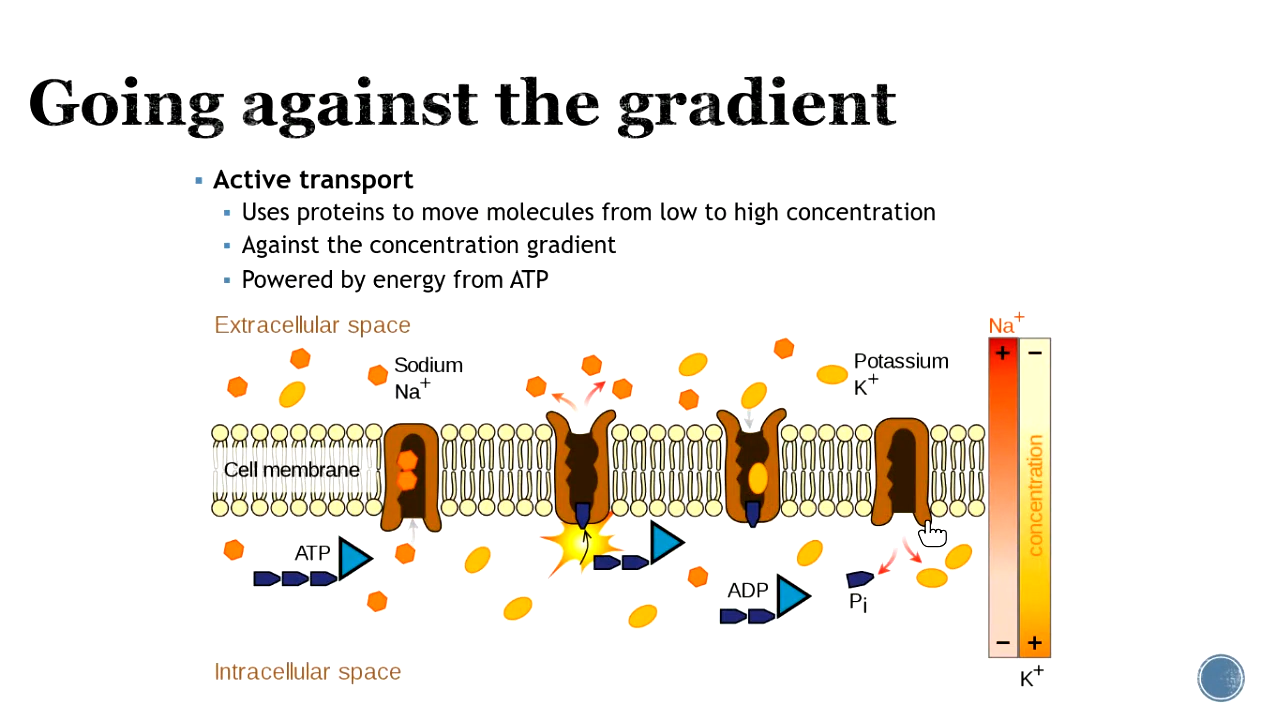 Going against the gradient
▪ Active transport
▪ Uses proteins to move molecules from low to high concentration
▪ Against the concentration gradient
▪ Powered by energy from ATP
Extracellular space
Na+
Sodium
Na+
Potassium
K+
+ −
Cell membrane
concentration
ATP
ADP
Pi
− +
Intracellular space
K+